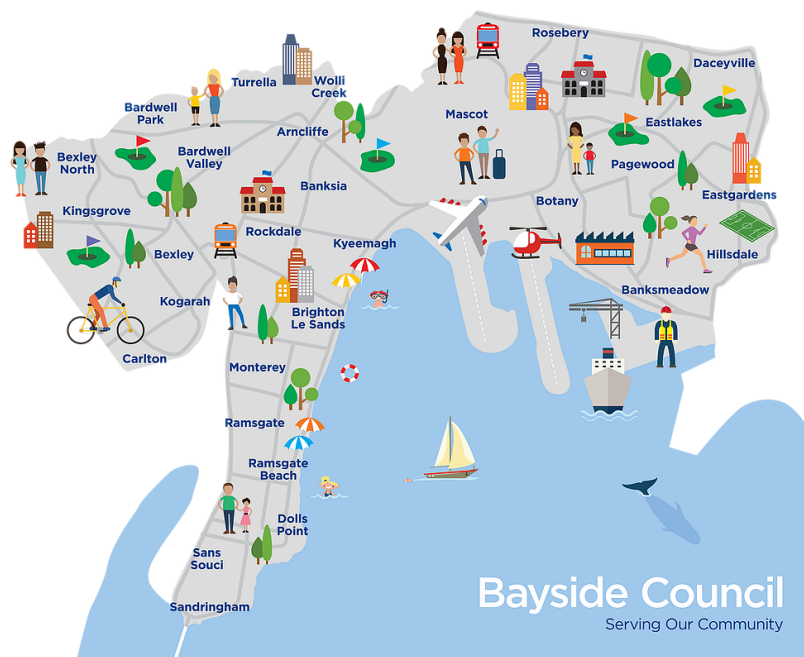 Rosebery
Daceyville
Turrella
Wolli
Creek
Bardwell
Park
Mascot
Arncliffe
Eastlakes
Bexley
North
Bardwell
Valley
Pagewood
Banksia
Eastgardens
Botany
Kingsgrove
Rockdale
Kyeemagh
Bexley
Hillsdale
Banksmeadow
Kogarah
Brighton
Le Sands
Carlton
Monterey
Ramsgate
Ramsgate
Beach
Dolls
Point
Sans
Souci
Sandringham
Bayside Council
Serving Our Community